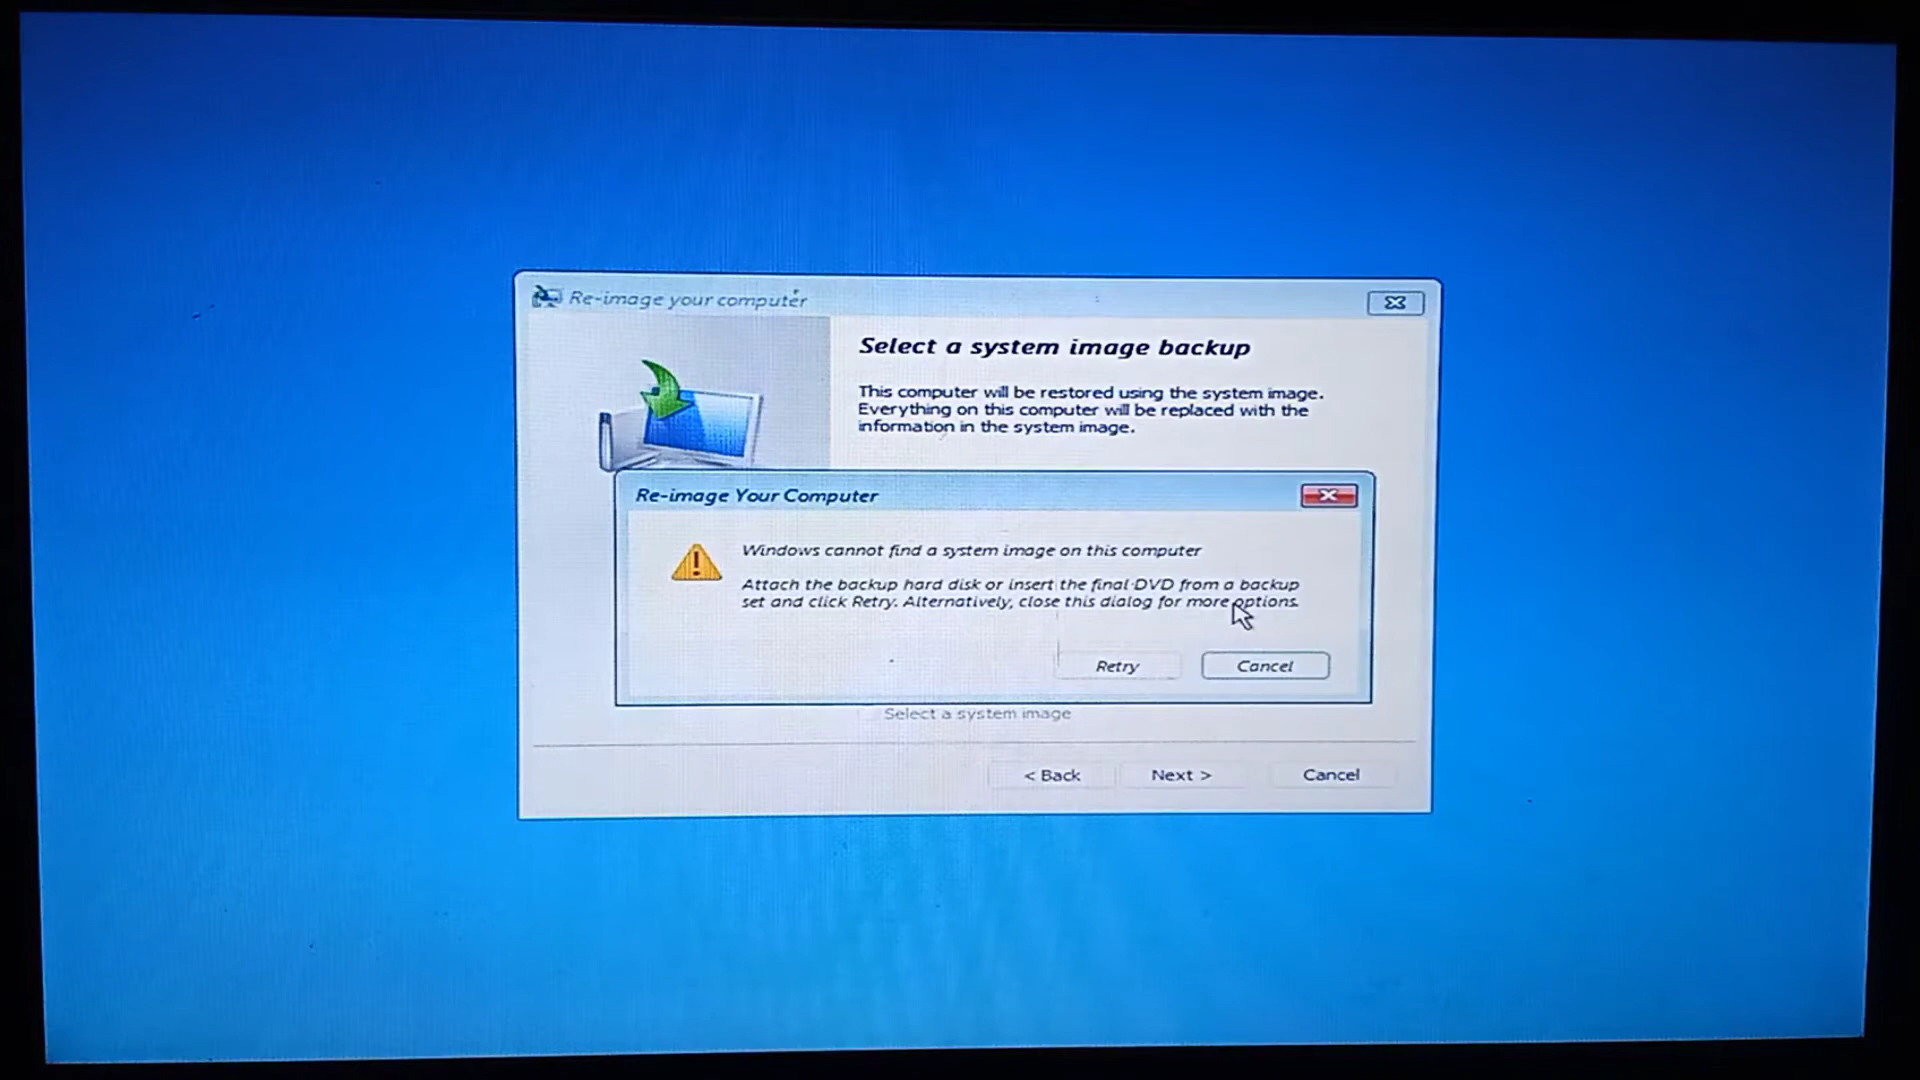 Re-image your computer
Select a system image backup
This computer will be restored using the system image.
Everything on this computer will be replaced with the
information in the system image.
Re-image Your Computer
Windows cannot find a system image on this computer
Attach the backup hard disk or insert the final DVD from a backup
set and click Retry. Alternatively, close this dialog for more options.
Retry
Cancel
Select a system image
< Back
Next >
Cancel